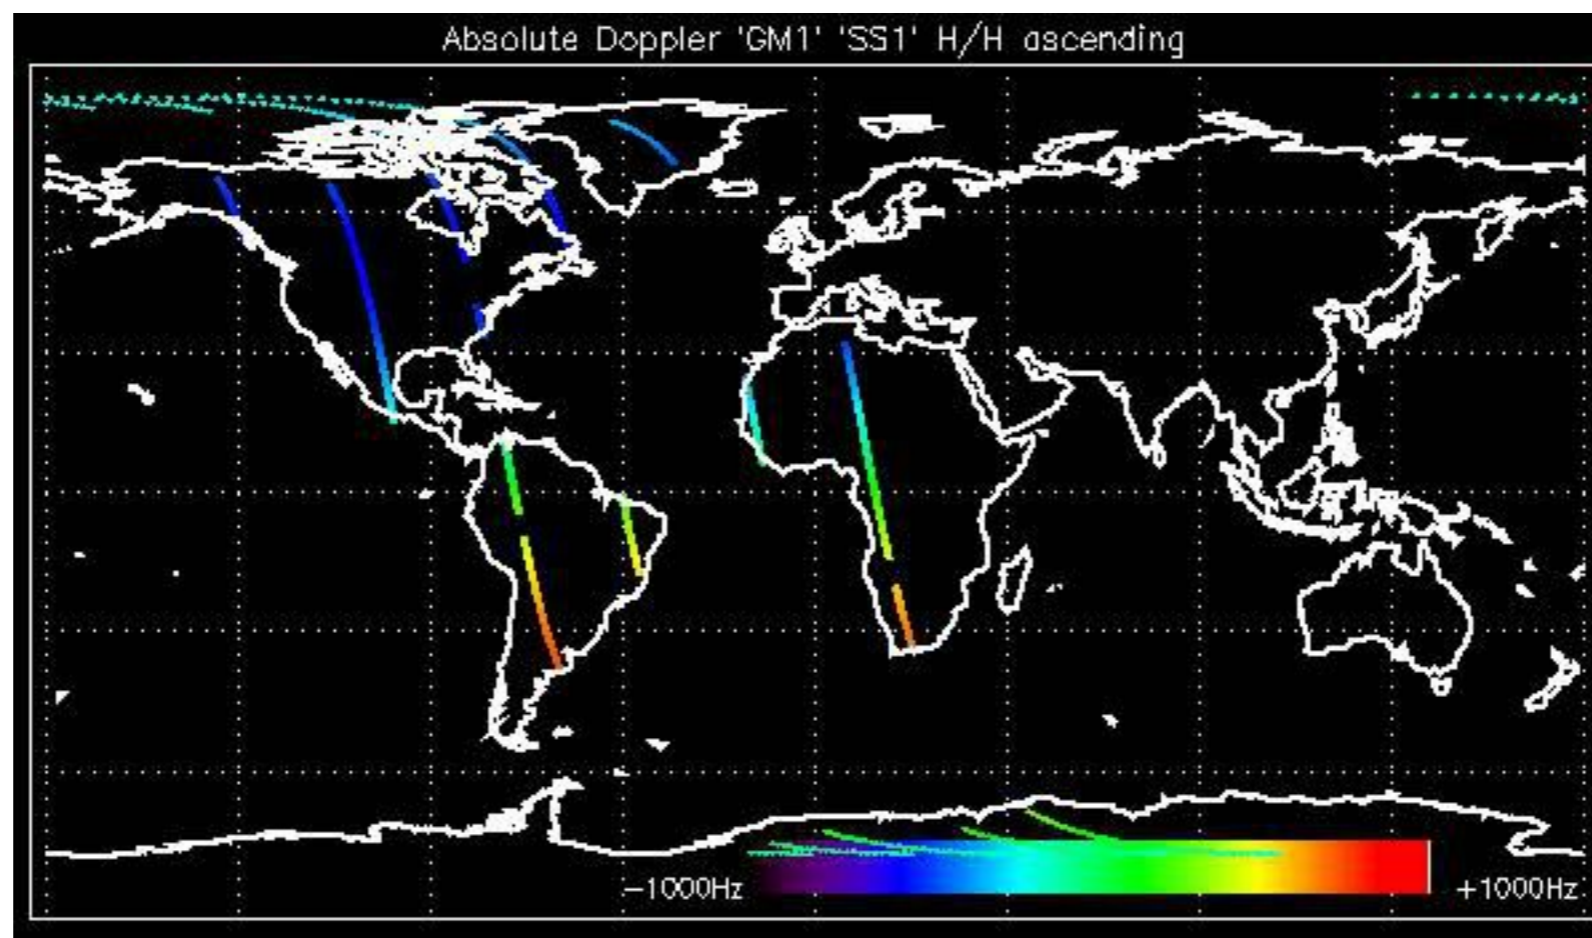 Absolute Doppler 'GM1' 'SS1' H/H ascending
−1000Hz
+1000Hz